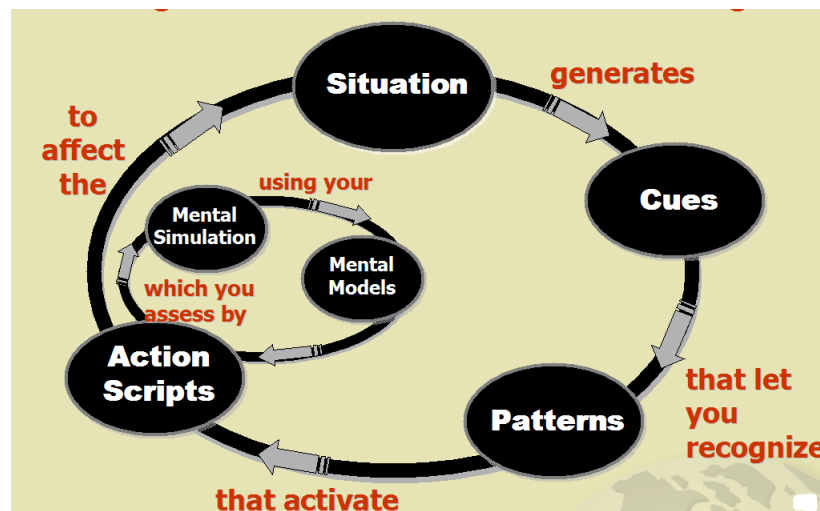 Situation
generates
Cues
that let
you
recognize
Patterns
that activate
Action
Scripts
which you
assess by
Mental
Simulation
using your
Mental
Models
to
affect
the